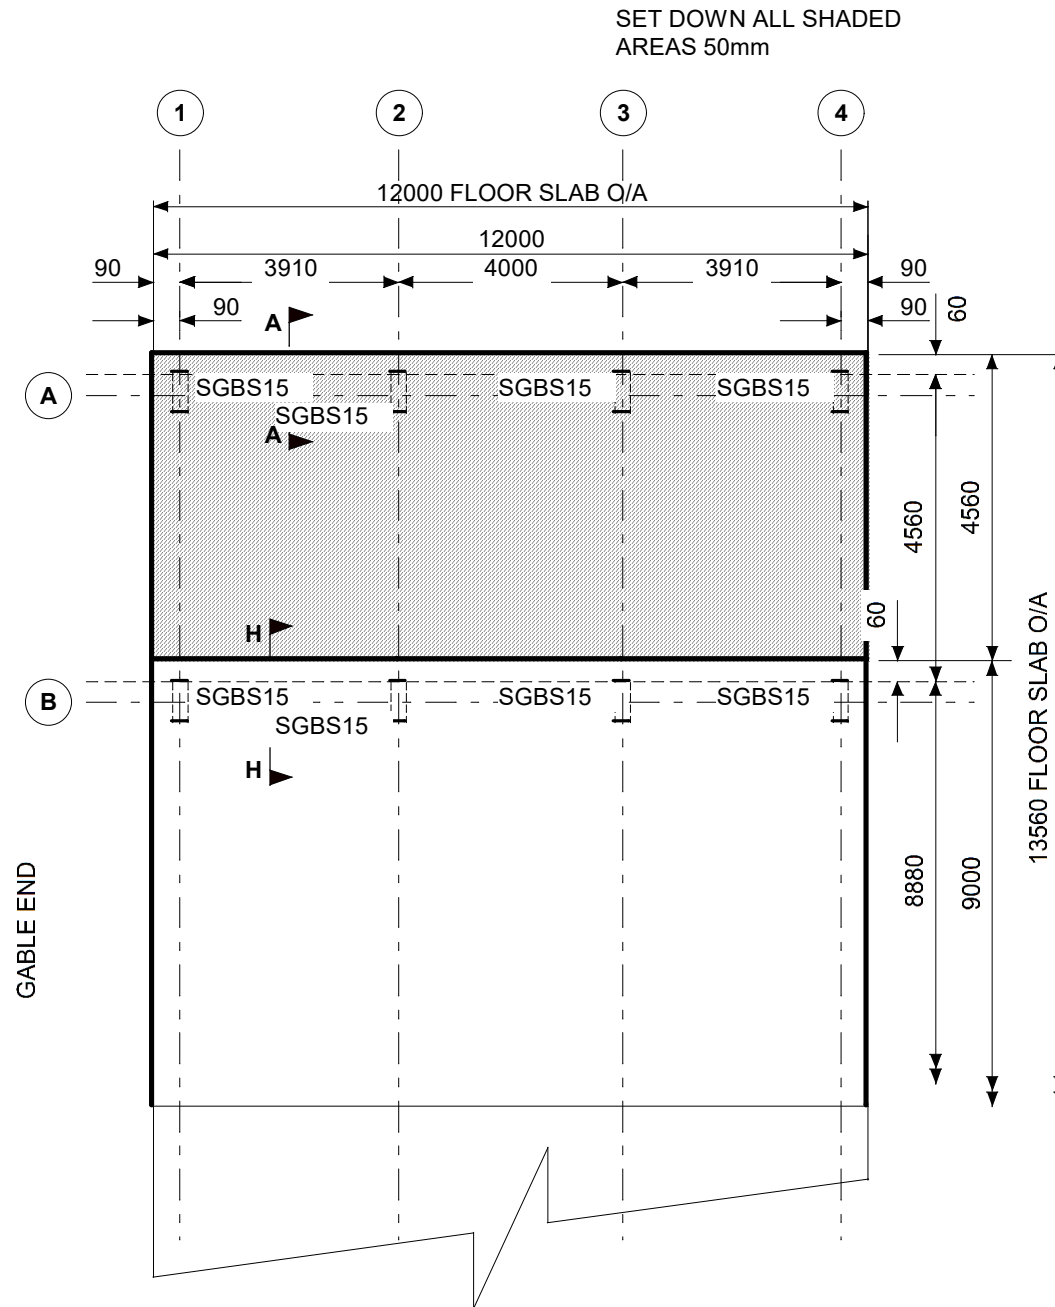 SET DOWN ALL SHADED
AREAS 50mm
1
2
3
4
12000 FLOOR SLAB O/A
12000
90
3910
4000
3910
90
90
90
60
A
A
SGBS15
SGBS15
SGBS15
SGBS15
A
4560
4560
60
H
B
SGBS15
SGBS15
SGBS15
SGBS15
H
13560 FLOOR SLAB O/A
8880
9000
GABLE END